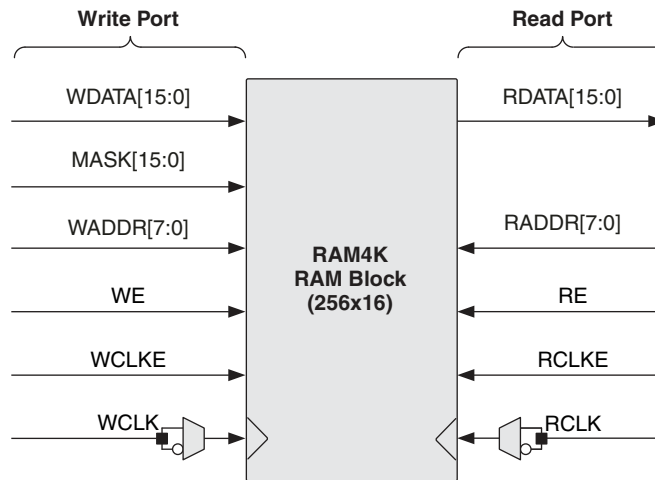 Write Port
Read Port
WDATA[15:0]
RDATA[15:0]
MASK[15:0]
WADDR[7:0]
RADDR[7:0]
RAM4K
RAM Block
(256x16)
WE
RE
WCLKE
RCLKE
WCLK
RCLK